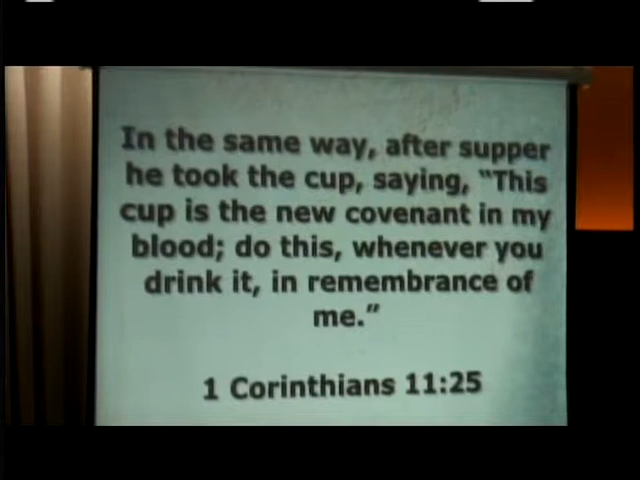 In the same way, after supper
he took the cup, saying, “This
cup is the new covenant in my
blood; do this, whenever you
drink it, in remembrance of
me.”
1 Corinthians 11:25